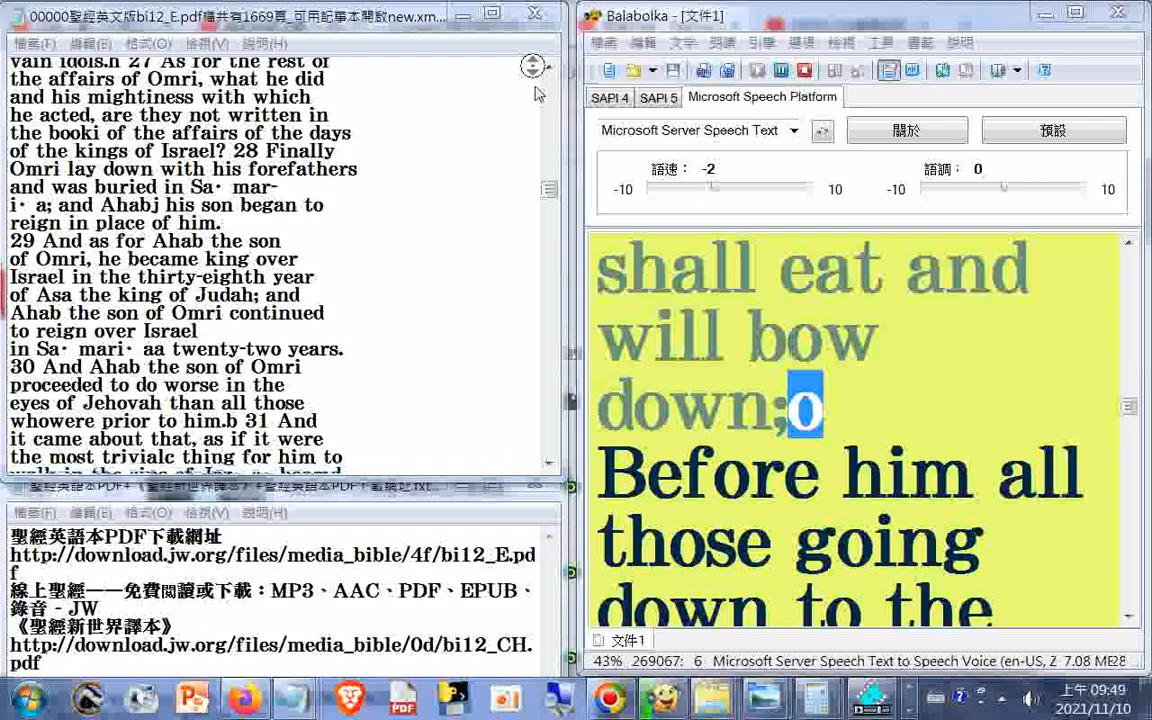 00000聖經英文版bi12_E.pdf檔共有1669頁_可用記事本開啟new.xm...
檔案(F) 編輯(E) 格式(O) 檢視(V) 說明(H)
vain idols.h 27 As for the rest of
the affairs of Omri, what he did
and his mightiness with which
he acted, are they not written in
the booki of the affairs of the days
of the kings of Israel? 28 Finally
Omri lay down with his forefathers
and was buried in Sa· mar-
i· a; and Ahabj his son began to
reign in place of him.
29 And as for Ahab the son
of Omri, he became king over
Israel in the thirty-eighth year
of Asa the king of Judah; and
Ahab the son of Omri continued
to reign over Israel
in Sa· mari· aa twenty-two years.
30 And Ahab the son of Omri
proceeded to do worse in the
eyes of Jehovah than all those
whowere prior to him.b 31 And
it came about that, as if it were
the most trivialc thing for him to
檔案(F) 編輯(E) 格式(O) 檢視(V) 說明(H)
聖經英語本PDF下載網址
http://download.jw.org/files/media_bible/4f/bi12_E.pd
f
線上聖經——免費閱讀或下載：MP3、AAC、PDF、EPUB、
錄音 - JW
《聖經新世界譯本》
http://download.jw.org/files/media_bible/0d/bi12_CH.
pdf
Balabolka - [文件1]
檔案 編輯 文字 朗讀 引擎 選項 檢視 工具 書籤 說明
SAPI 4 SAPI 5 Microsoft Speech Platform
Microsoft Server Speech Text 關於 預設
語速： -2 語調： 0
-10 10 -10 10
shall eat and
will bow
down;o
Before him all
those going
down to the
文件1
43% 269067: 6 Microsoft Server Speech Text to Speech Voice (en-US, Z 7.08 ME28
上午 09:49
2021/11/10